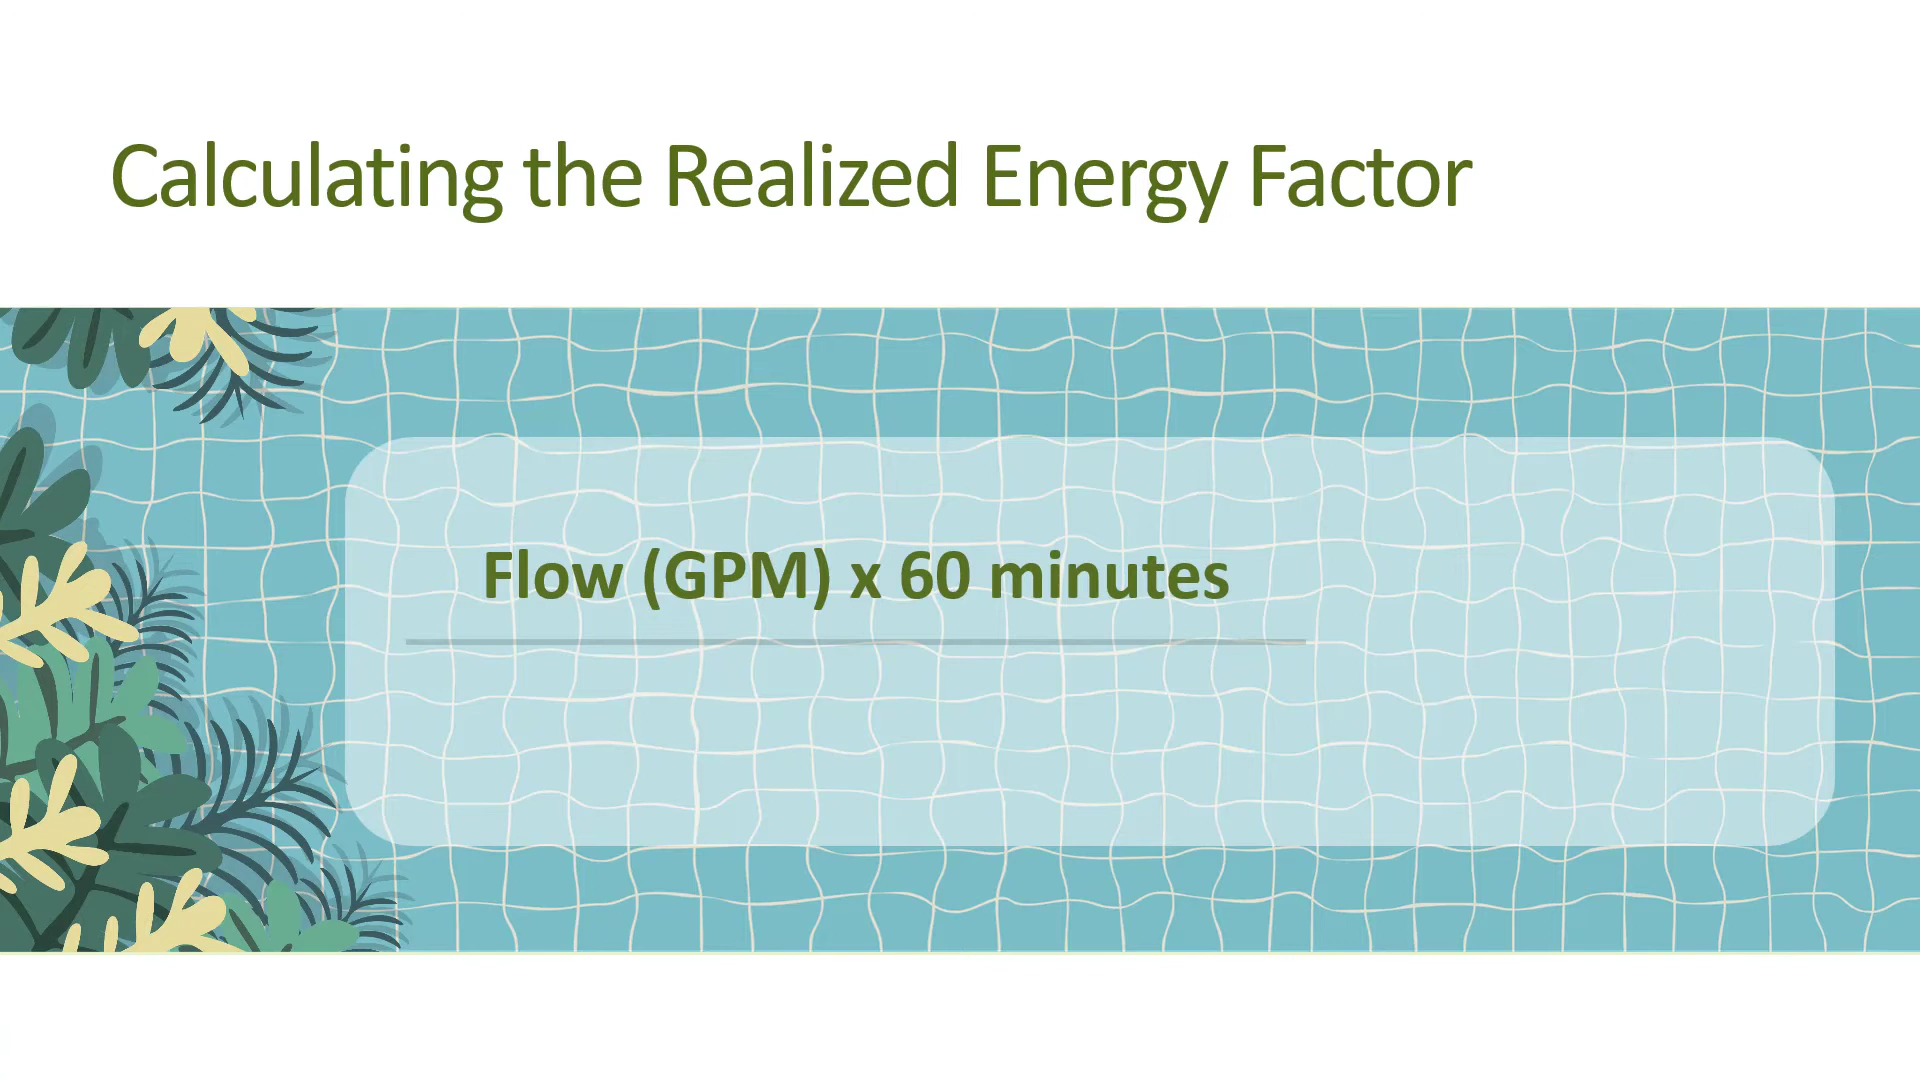 Calculating the Realized Energy Factor
Flow (GPM) x 60 minutes